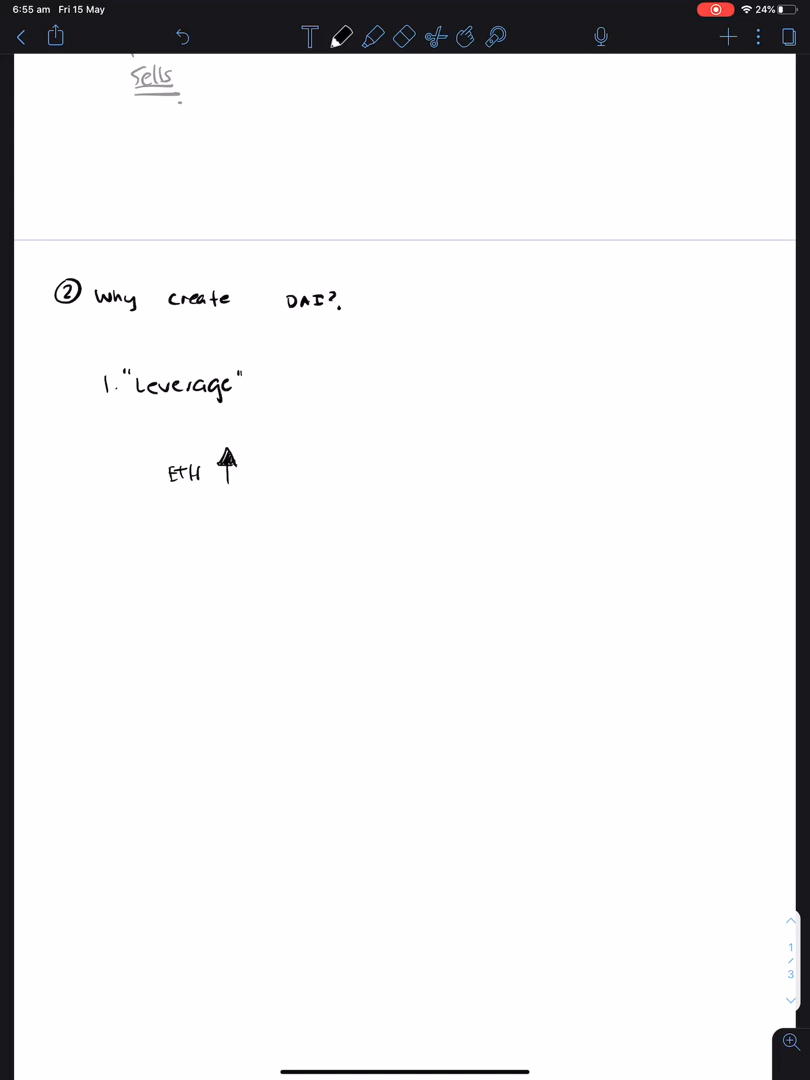 6:55 am Fri 15 May
24%
T
Sells
② Why create DAI?.
1. "Leverage"
ETH ↑
1
/
3